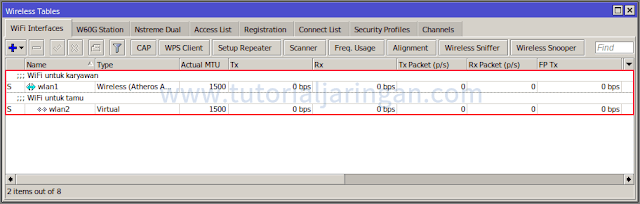 Wireless Tables
WiFi Interfaces W60G Station Nstreme Dual Access List Registration Connect List Security Profiles Channels
CAP WPS Client Setup Repeater Scanner Freq. Usage Alignment Wireless Sniffer Wireless Snooper Find
Name Type Actual MTU Tx Rx Tx Packet (p/s) Rx Packet (p/s) FP Tx
;;; WiFi untuk karyawan
S wlan1 Wireless (Atheros A... 1500 0 bps 0 bps 0 0 0 bps
;;; WiFi untuk tamu
S wlan2 Virtual 1500 0 bps 0 bps 0 0 0 bps
www.tutorialjaringan.com
2 items out of 8